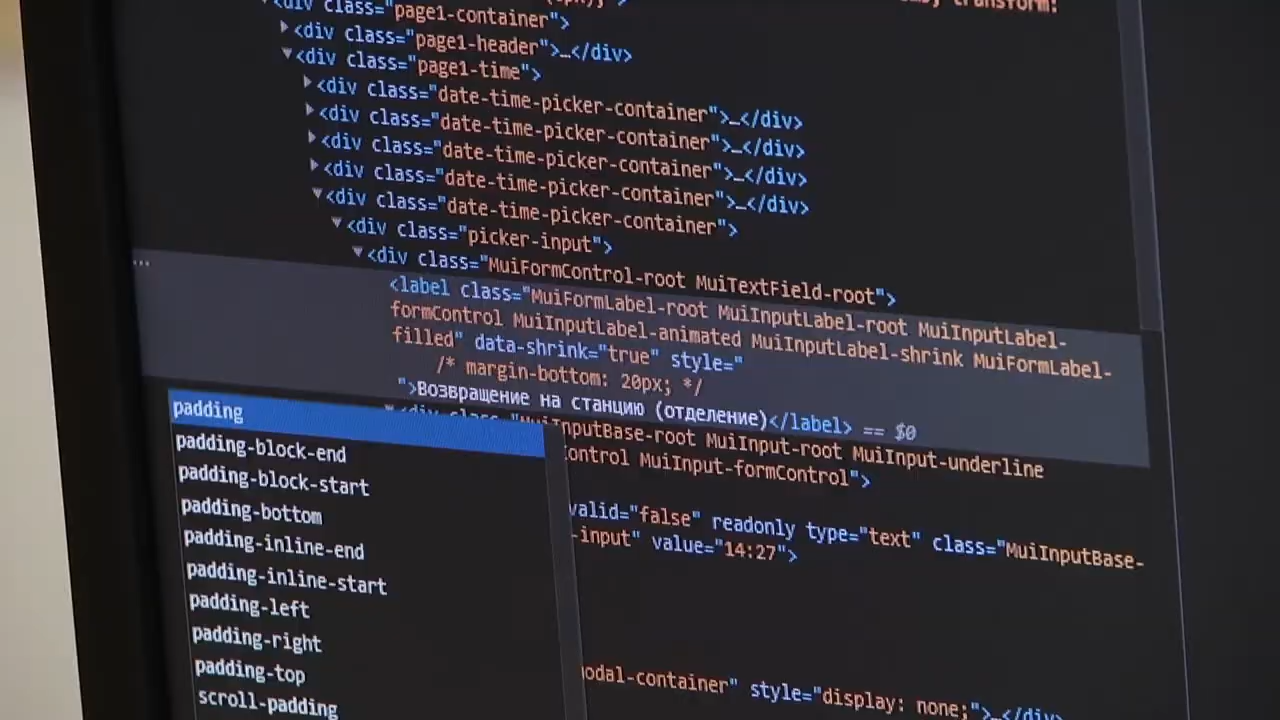 transform:
<div class="page1-container">
<div class="page1-header">…</div>
<div class="page1-time">
<div class="date-time-picker-container">…</div>
<div class="date-time-picker-container">…</div>
<div class="date-time-picker-container">…</div>
<div class="date-time-picker-container">…</div>
<div class="date-time-picker-container">
<div class="picker-input">
<div class="MuiFormControl-root MuiTextField-root">
<label class="MuiFormLabel-root MuiInputLabel-root MuiInputLabel-
formControl MuiInputLabel-animated MuiInputLabel-shrink MuiFormLabel-
filled" data-shrink="true" style="
/* margin-bottom: 20px; */
">Возвращение на станцию (отделение)</label> == $0
<div class="MuiInputBase-root MuiInput-root MuiInput-underline
ontrol MuiInput-formControl">
valid="false" readonly type="text" class="MuiInputBase-
-input" value="14:27">
odal-container" style="display: none;">…</div>
padding
padding-block-end
padding-block-start
padding-bottom
padding-inline-end
padding-inline-start
padding-left
padding-right
padding-top
scroll-padding